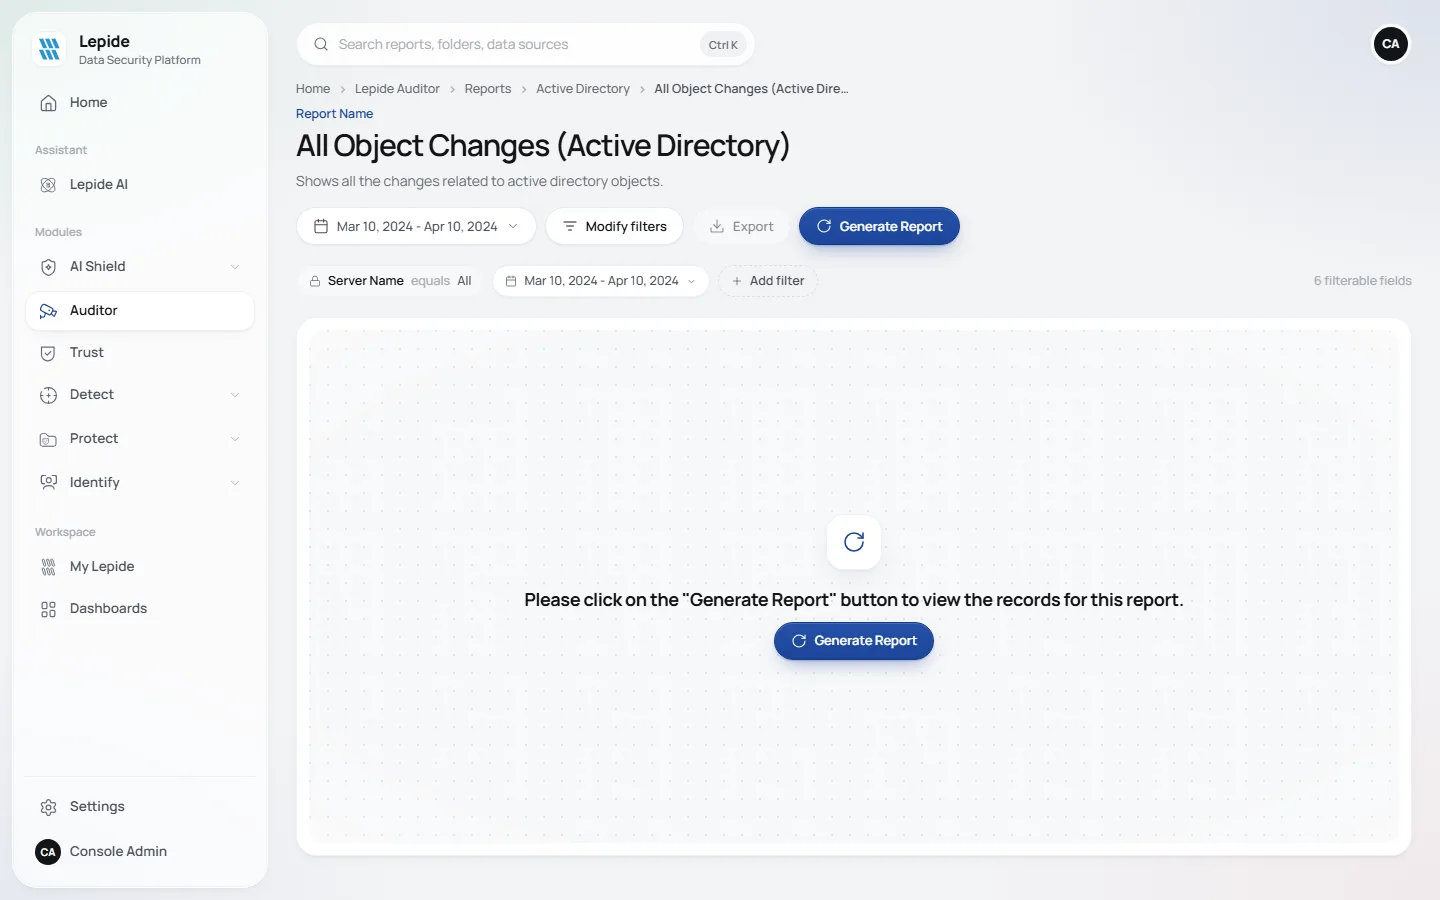 Lepide
Data Security Platform
Home
Assistant
Lepide AI
Modules
AI Shield
Auditor
Trust
Detect
Protect
Identify
Workspace
My Lepide
Dashboards
Settings
CA Console Admin
Search reports, folders, data sources Ctrl K
CA
Home > Lepide Auditor > Reports > Active Directory > All Object Changes (Active Dire...
Report Name
All Object Changes (Active Directory)
Shows all the changes related to active directory objects.
Mar 10, 2024 - Apr 10, 2024 Modify filters Export Generate Report
Server Name equals All Mar 10, 2024 - Apr 10, 2024 + Add filter 6 filterable fields
Please click on the "Generate Report" button to view the records for this report.
Generate Report